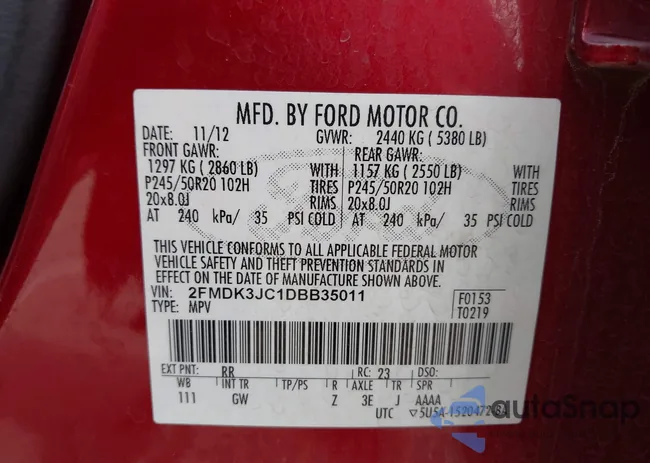 MFD. BY FORD MOTOR CO.
DATE: 11/12 GVWR: 2440 KG ( 5380 LB)
FRONT GAWR: REAR GAWR:
1297 KG ( 2860 LB) WITH 1157 KG ( 2550 LB) WITH
P245/50R20 102H TIRES P245/50R20 102H TIRES
20x8.0J RIMS 20x8.0J RIMS
AT 240 kPa/ 35 PSI COLD AT 240 kPa/ 35 PSI COLD
THIS VEHICLE CONFORMS TO ALL APPLICABLE FEDERAL MOTOR
VEHICLE SAFETY AND THEFT PREVENTION STANDARDS IN
EFFECT ON THE DATE OF MANUFACTURE SHOWN ABOVE.
VIN: 2FMDK3JC1DBB35011 F0153
TYPE: MPV T0219
EXT PNT: RR RC: 23 DSO:
WB INT TR TP/PS R AXLE TR SPR
111 GW Z 3E J AAAA
UTC
autoSnap